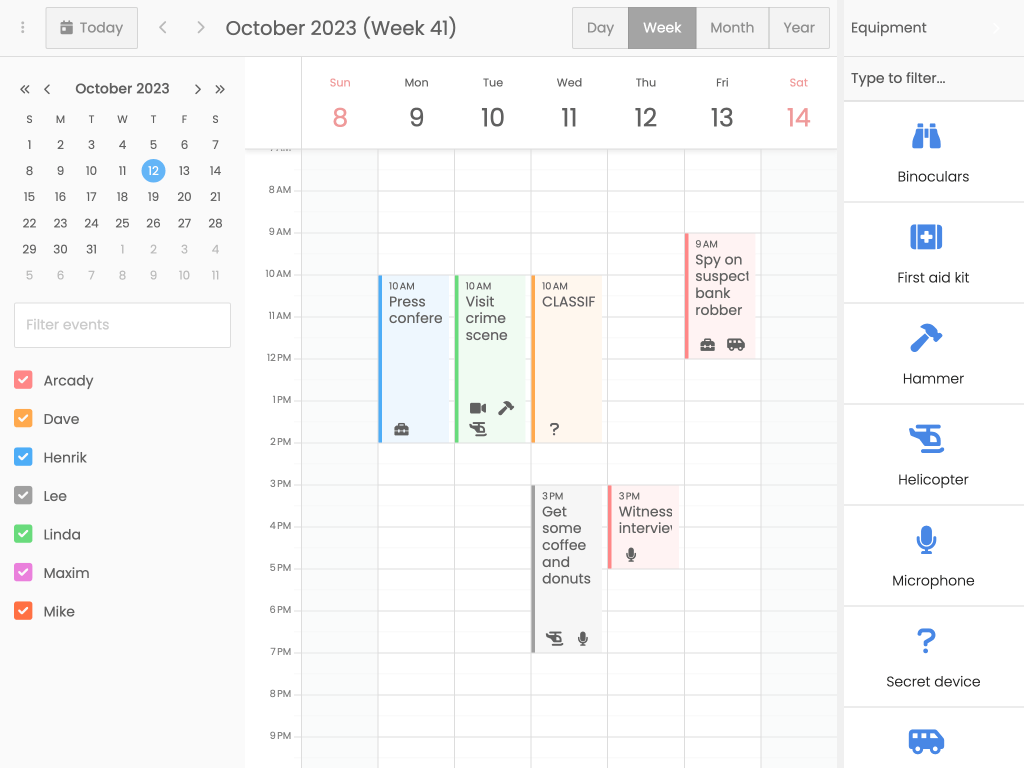 Today
October 2023 (Week 41)
Day Week Month Year
October 2023
S M T W T F S
1 2 3 4 5 6 7
8 9 10 11 12 13 14
15 16 17 18 19 20 21
22 23 24 25 26 27 28
29 30 31 1 2 3 4
5 6 7 8 9 10 11
Filter events
Arcady
Dave
Henrik
Lee
Linda
Maxim
Mike
Sun Mon Tue Wed Thu Fri Sat
8 9 10 11 12 13 14
8 AM
9 AM
10 AM
11 AM
12 PM
1 PM
2 PM
3 PM
4 PM
5 PM
6 PM
7 PM
8 PM
9 PM
10 AM
Press
confere
10 AM
Visit
crime
scene
10 AM
CLASSIF
?
3 PM
Get
some
coffee
and
donuts
3 PM
Witness
intervie
9 AM
Spy on
suspect
bank
robber
Equipment
Type to filter...
Binoculars
First aid kit
Hammer
Helicopter
Microphone
?
Secret device